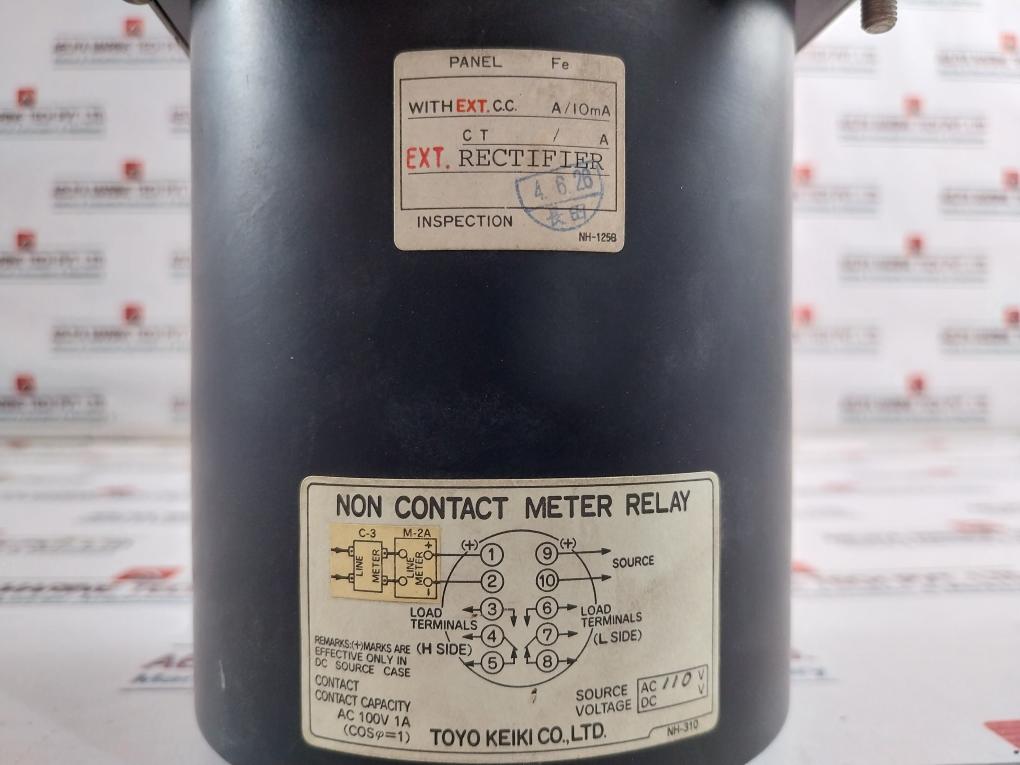 PANEL Fe
WITH EXT. C.C. A/10mA
CT / A
EXT. RECTIFIER
4.6.26
INSPECTION
NH-125B
NON CONTACT METER RELAY
C-3 M-2A
LINE METER
LINE METER
+
-
(+) 1 9 (+)
2 10
SOURCE
3 6
LOAD TERMINALS
(H SIDE)
4 7
5 8
LOAD TERMINALS
(L SIDE)
REMARKS:(+)MARKS ARE
EFFECTIVE ONLY IN
DC SOURCE CASE
CONTACT
CONTACT CAPACITY
AC 100V 1A
(COSφ=1)
SOURCE VOLTAGE
AC 110 V
DC V
TOYO KEIKI CO.,LTD.
NH-310